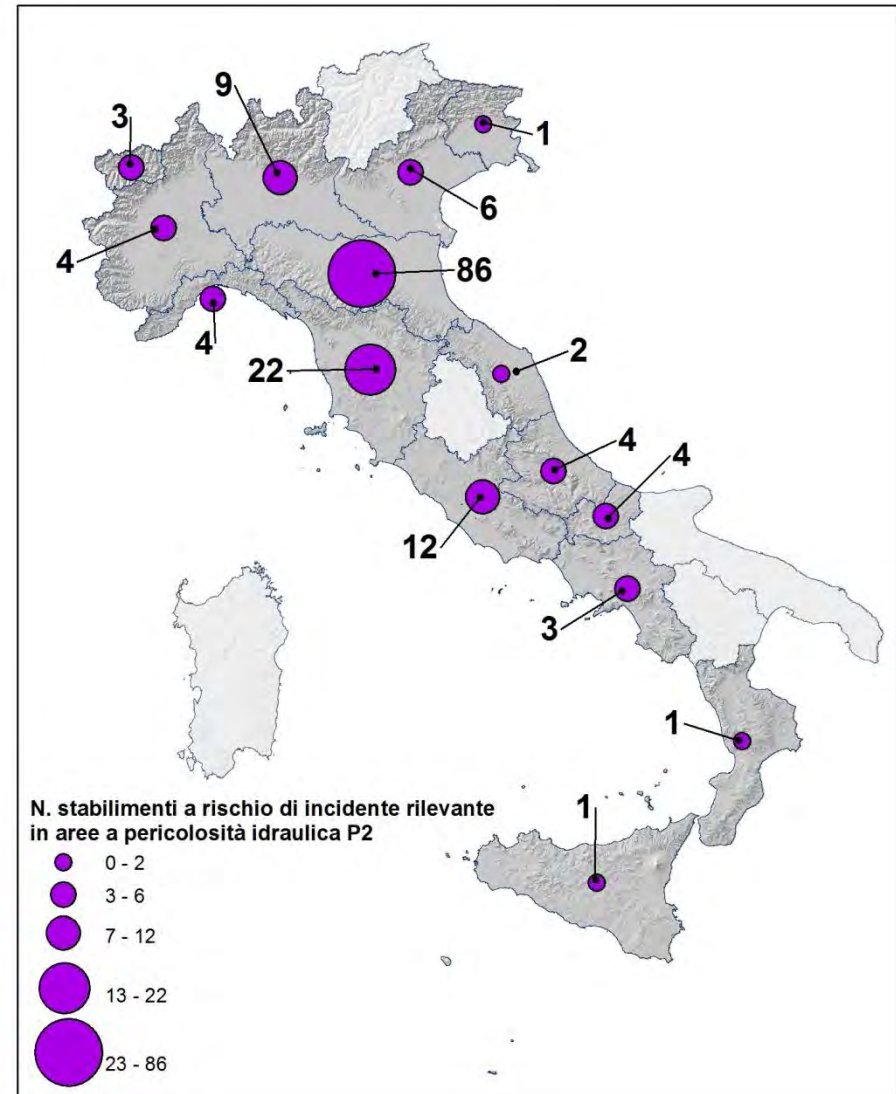 9
3
1
6
4
86
4
2
22
4
4
12
3
1
1
N. stabilimenti a rischio di incidente rilevante
in aree a pericolosità idraulica P2
0 - 2
3 - 6
7 - 12
13 - 22
23 - 86